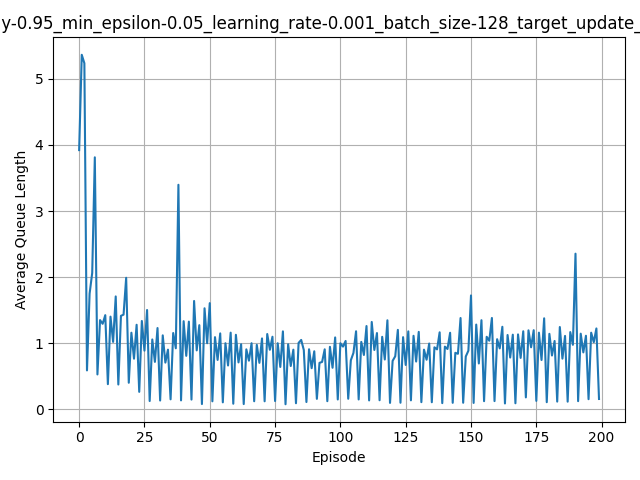 y-0.95_min_epsilon-0.05_learning_rate-0.001_batch_size-128_target_update_
Average Queue Length
5
4
3
2
1
0
0 25 50 75 100 125 150 175 200
Episode